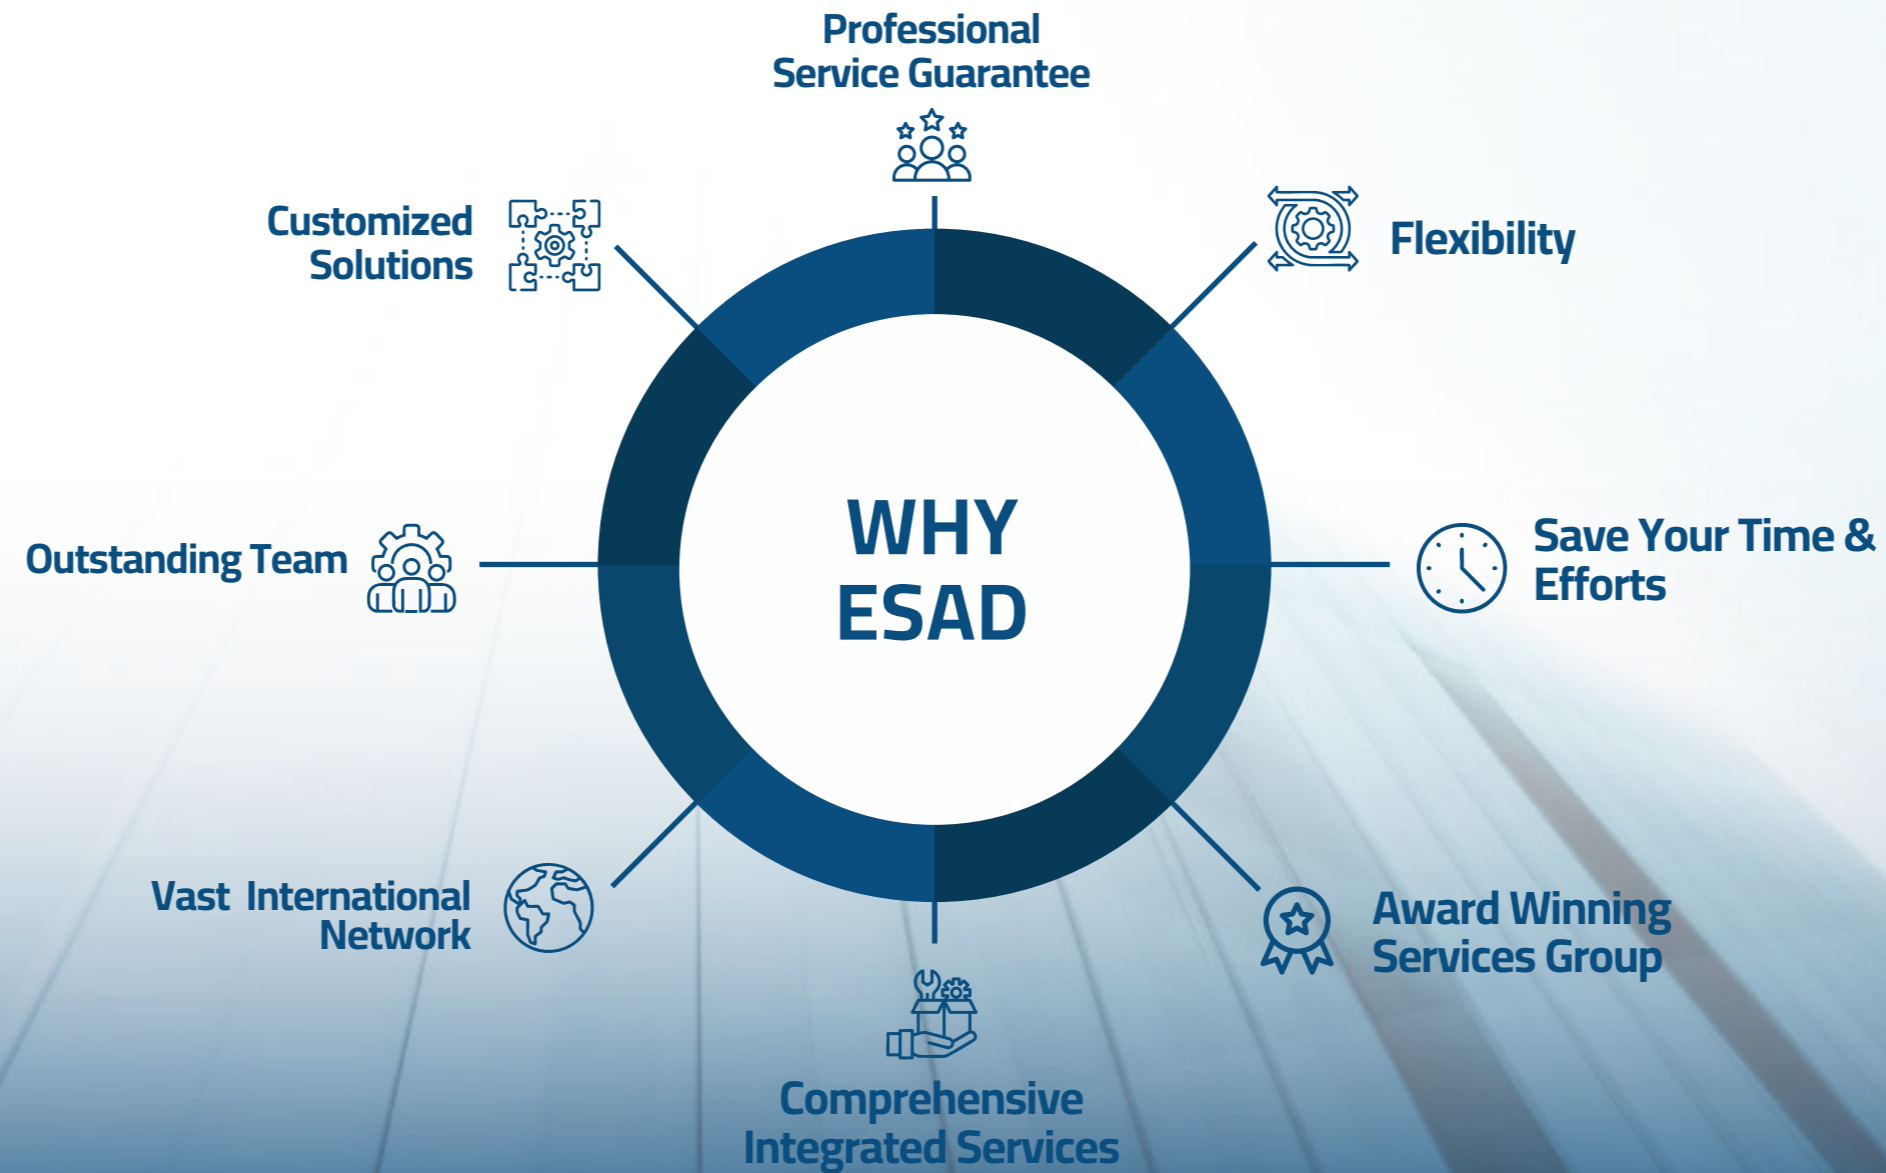 Professional
Service Guarantee
Customized
Solutions
Flexibility
Outstanding Team
WHY
ESAD
Save Your Time &
Efforts
Vast International
Network
Award Winning
Services Group
Comprehensive
Integrated Services